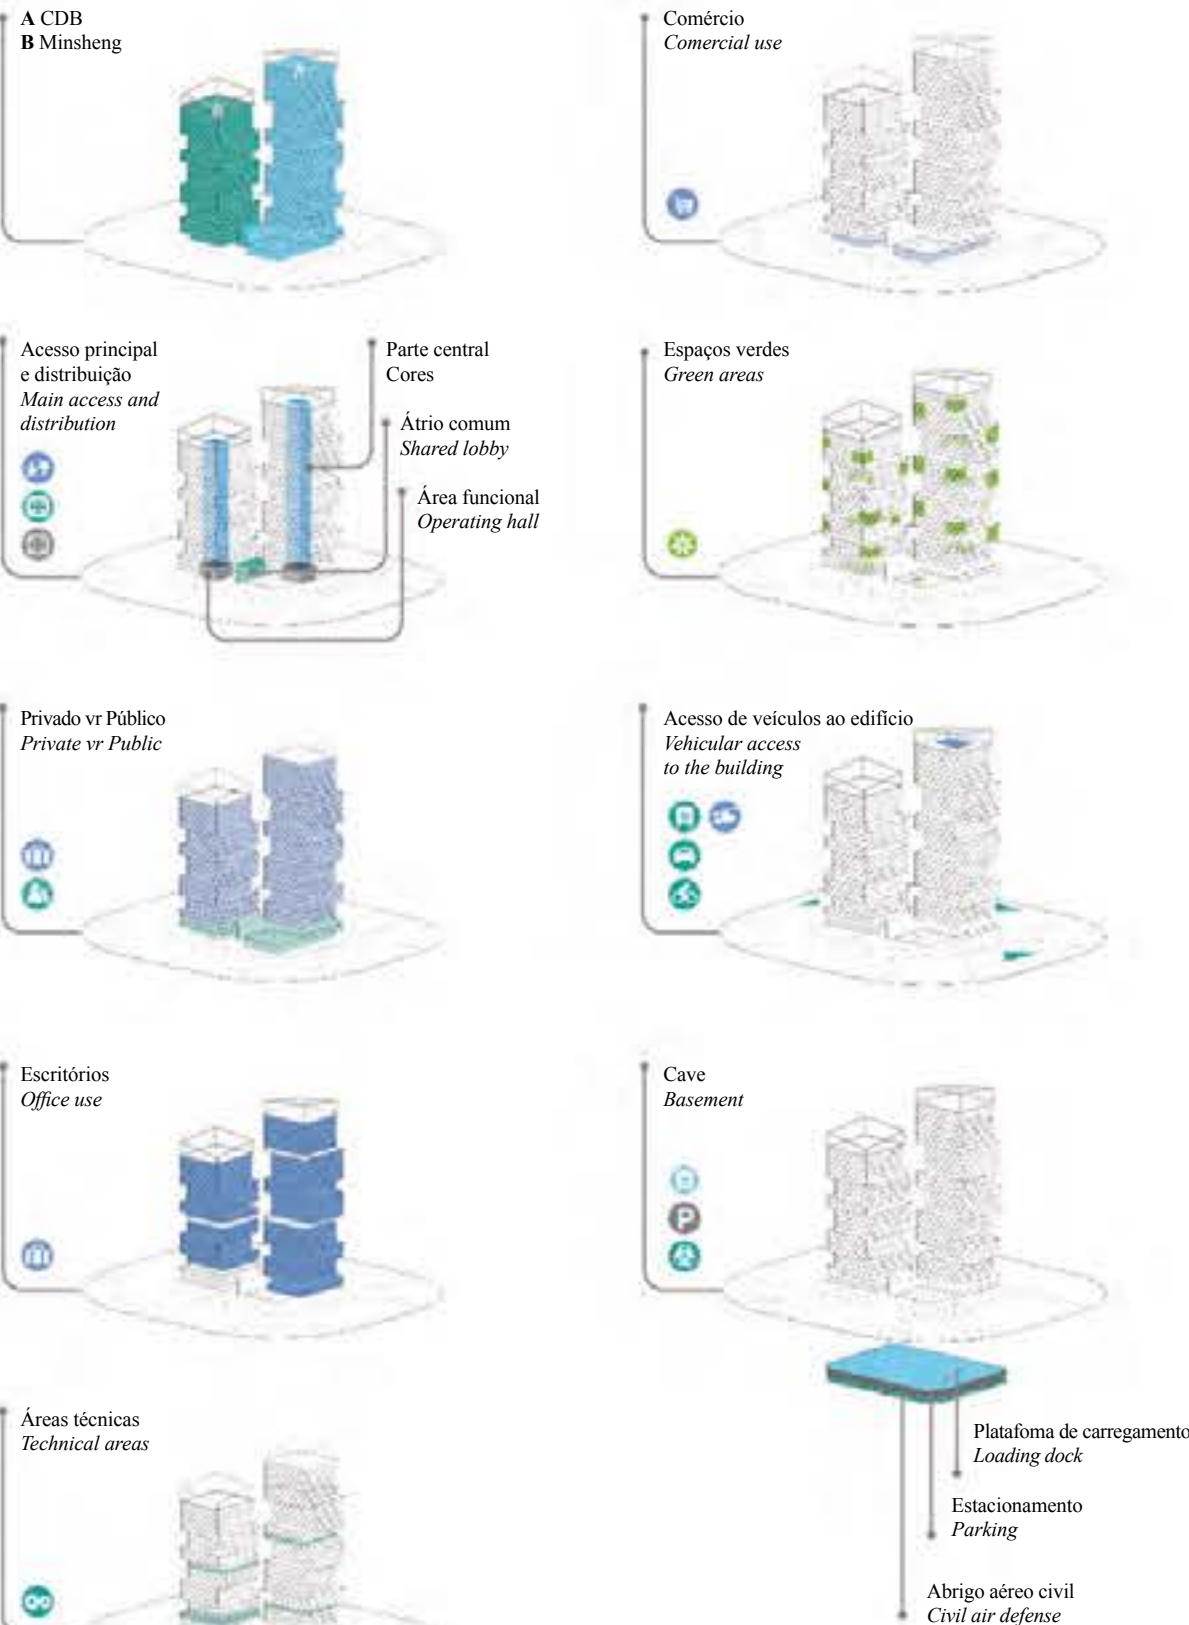 A CDB
B Minsheng
Comércio
Comercial use
Acesso principal
e distribuição
Main access and
distribution
Parte central
Cores
Átrio comum
Shared lobby
Área funcional
Operating hall
Espaços verdes
Green areas
Privado vr Público
Private vr Public
Acesso de veículos ao edifício
Vehicular access
to the building
Escritórios
Office use
Cave
Basement
P
Áreas técnicas
Technical areas
Platafoma de carregamento
Loading dock
Estacionamento
Parking
Abrigo aéreo civil
Civil air defense